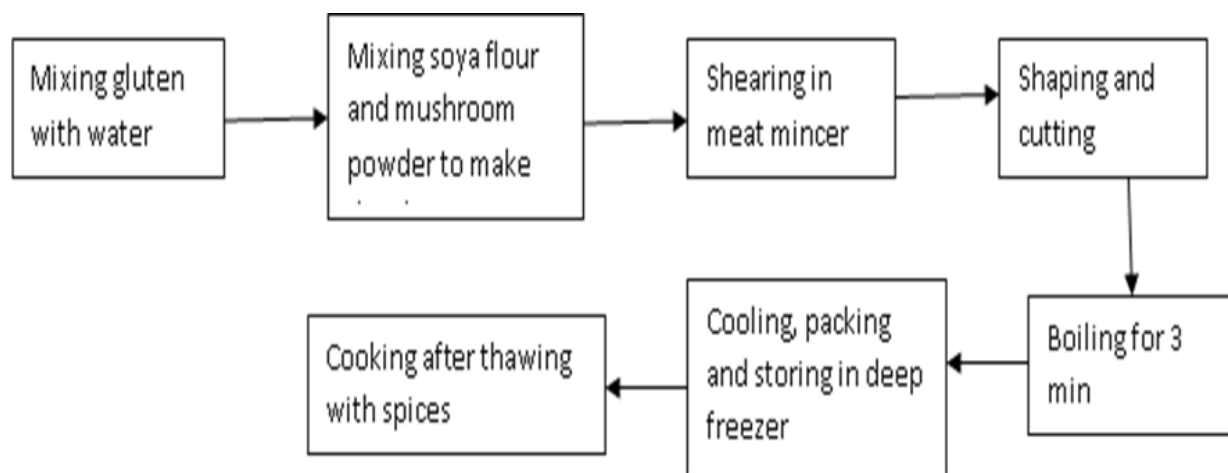 Mixing gluten
with water
Mixing soya flour
and mushroom
powder to make
Shearing in
meat mincer
Shaping and
cutting
Boiling for 3
min
Cooling, packing
and storing in deep
freezer
Cooking after thawing
with spices